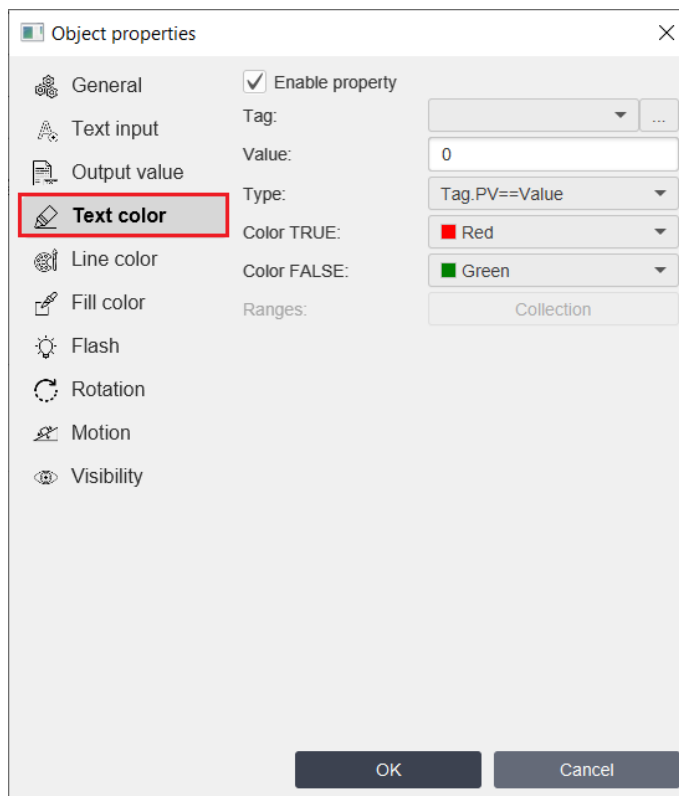 Object properties
General
Text input
Output value
Text color
Line color
Fill color
Flash
Rotation
Motion
Visibility
Enable property
Tag:
...
Value:
0
Type:
Tag.PV==Value
Color TRUE:
Red
Color FALSE:
Green
Ranges:
Collection
OK
Cancel